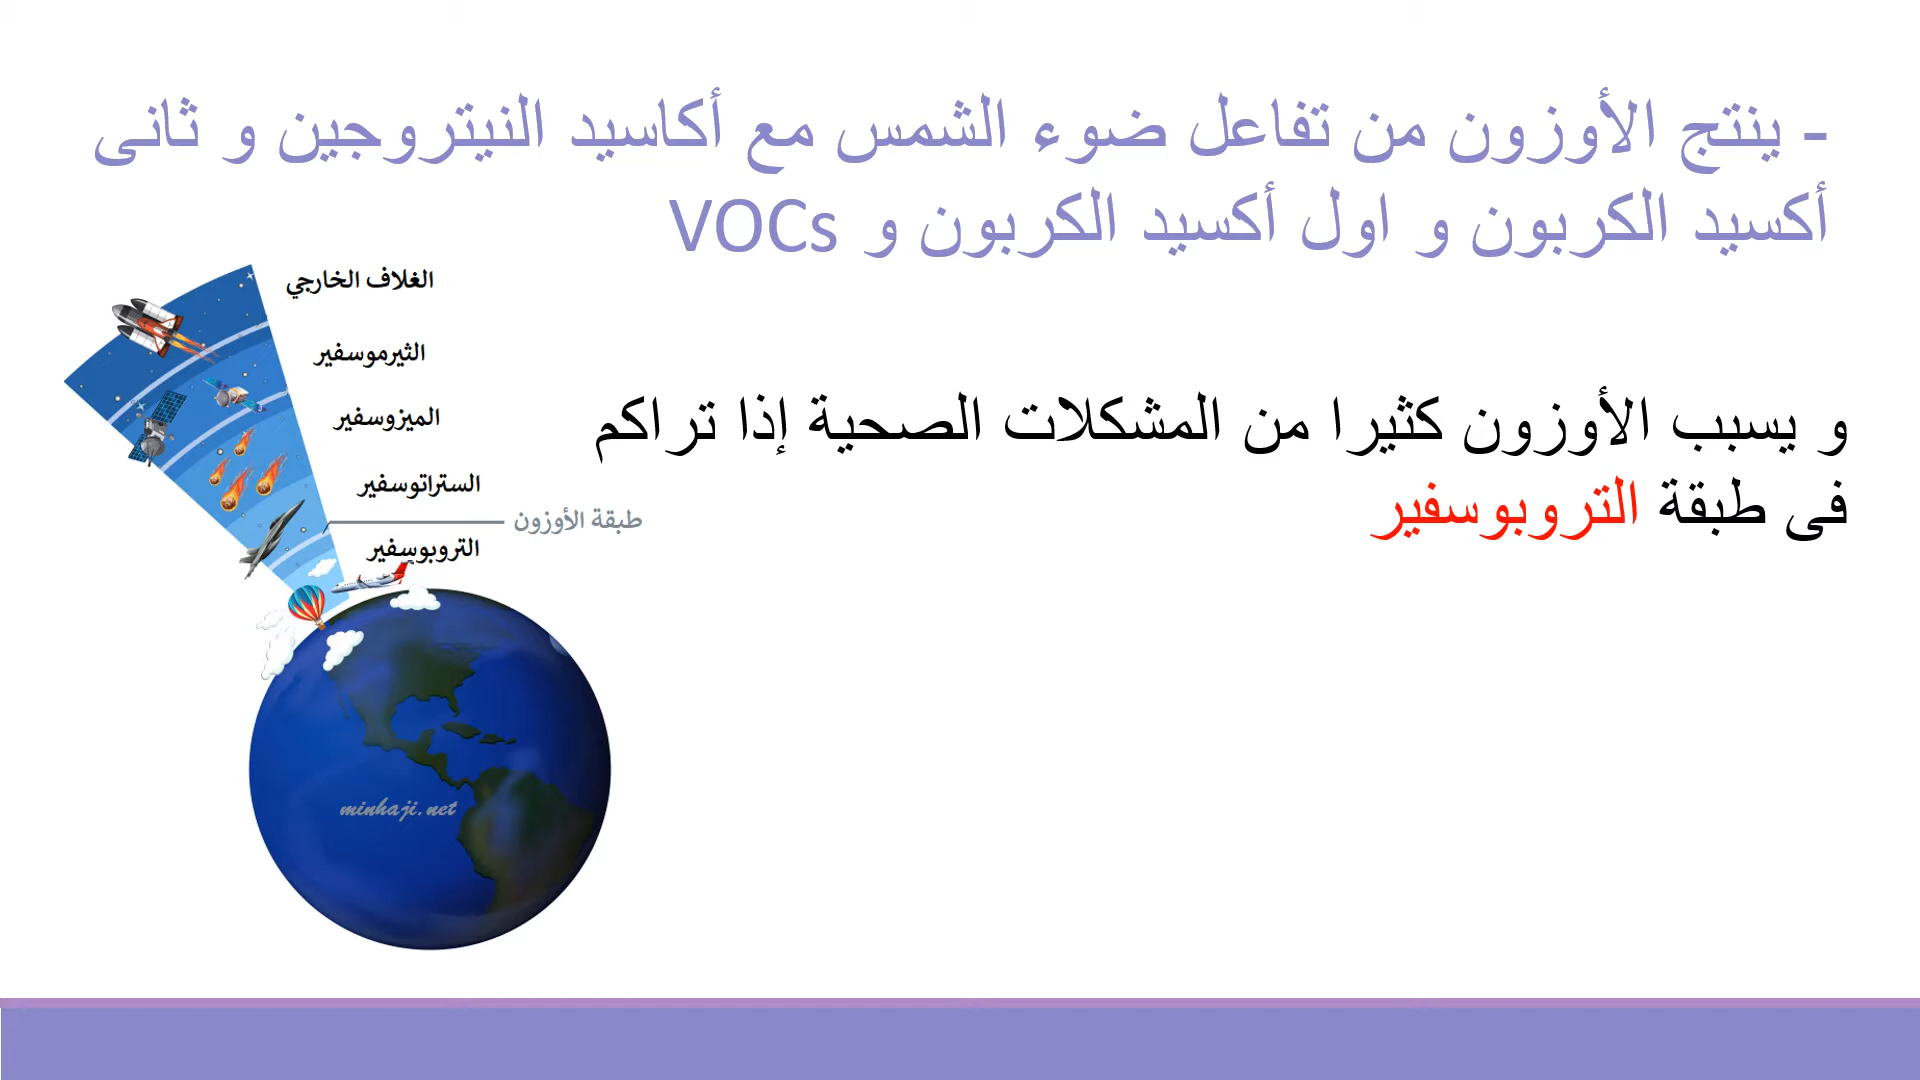 - ينتج الأوزون من تفاعل ضوء الشمس مع أكاسيد النيتروجين و ثانى
أكسيد الكربون و اول أكسيد الكربون و VOCs
الغلاف الخارجي
الثيرموسفير
الميزوسفير
الستراتوسفير
طبقة الأوزون
التروبوسفير
و يسبب الأوزون كثيرا من المشكلات الصحية إذا تراكم
فى طبقة التروبوسفير
minhaji.net